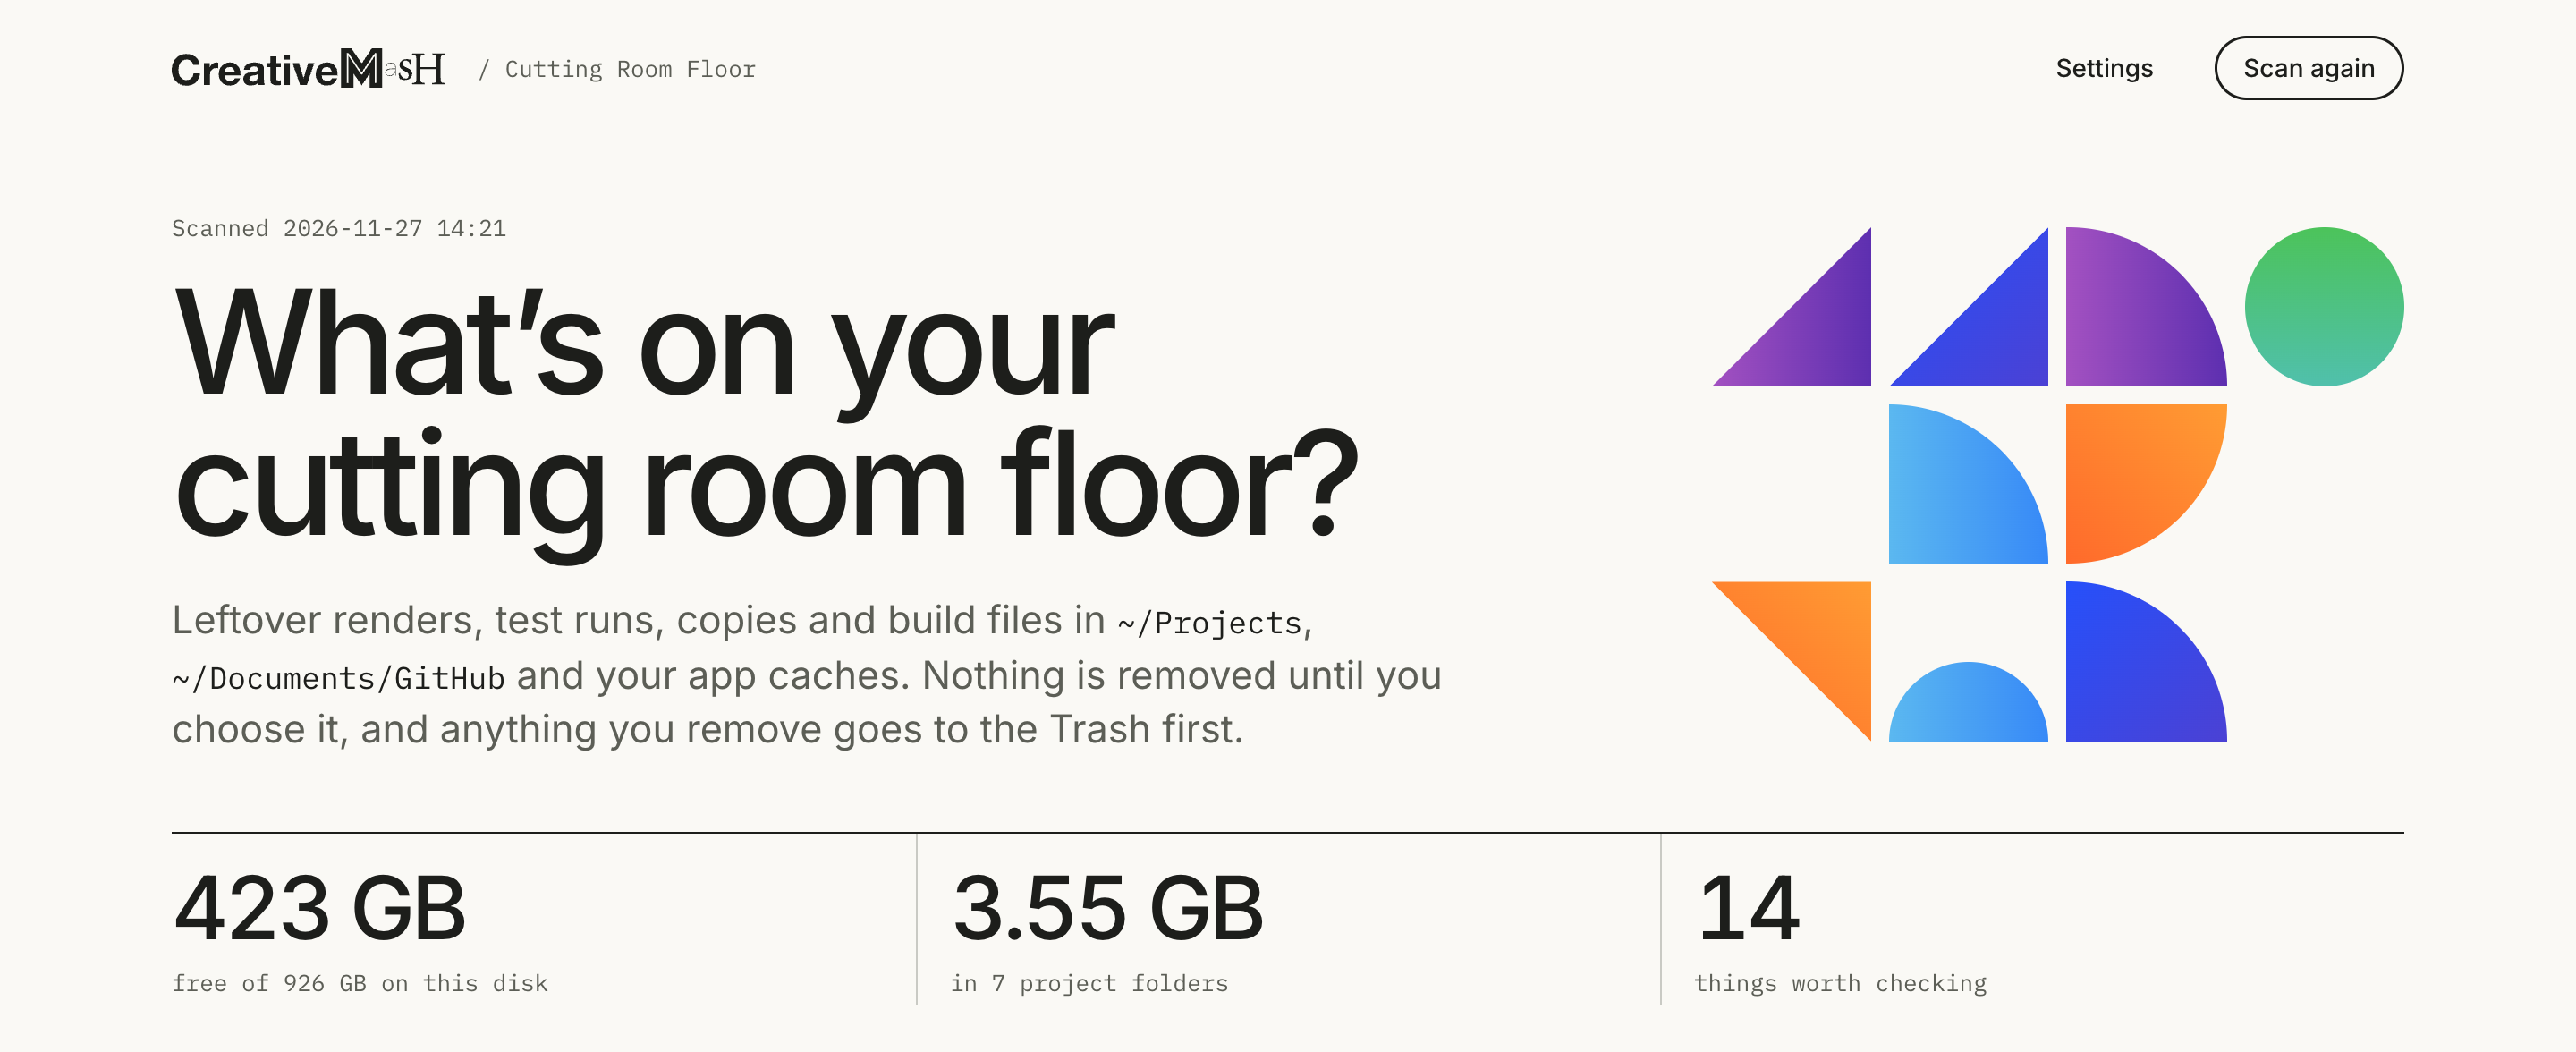 CreativeMasH / Cutting Room Floor
Settings
Scan again
Scanned 2026-11-27 14:21
What’s on your
cutting room floor?
Leftover renders, test runs, copies and build files in ~/Projects,
~/Documents/GitHub and your app caches. Nothing is removed until you
choose it, and anything you remove goes to the Trash first.
423 GB
free of 926 GB on this disk
3.55 GB
in 7 project folders
14
things worth checking